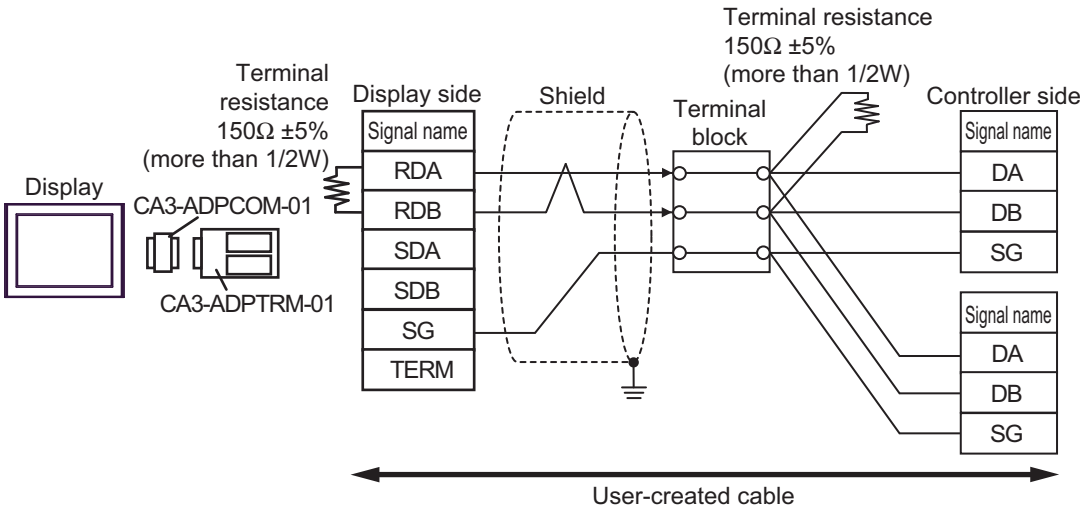 Terminal resistance
150Ω ±5%
(more than 1/2W)
Terminal
resistance
150Ω ±5%
(more than 1/2W)
Display side
Shield
Terminal
block
Controller side
Signal name
RDA
RDB
SDA
SDB
SG
TERM
Display
CA3-ADPCOM-01
CA3-ADPTRM-01
Signal name
DA
DB
SG
Signal name
DA
DB
SG
User-created cable